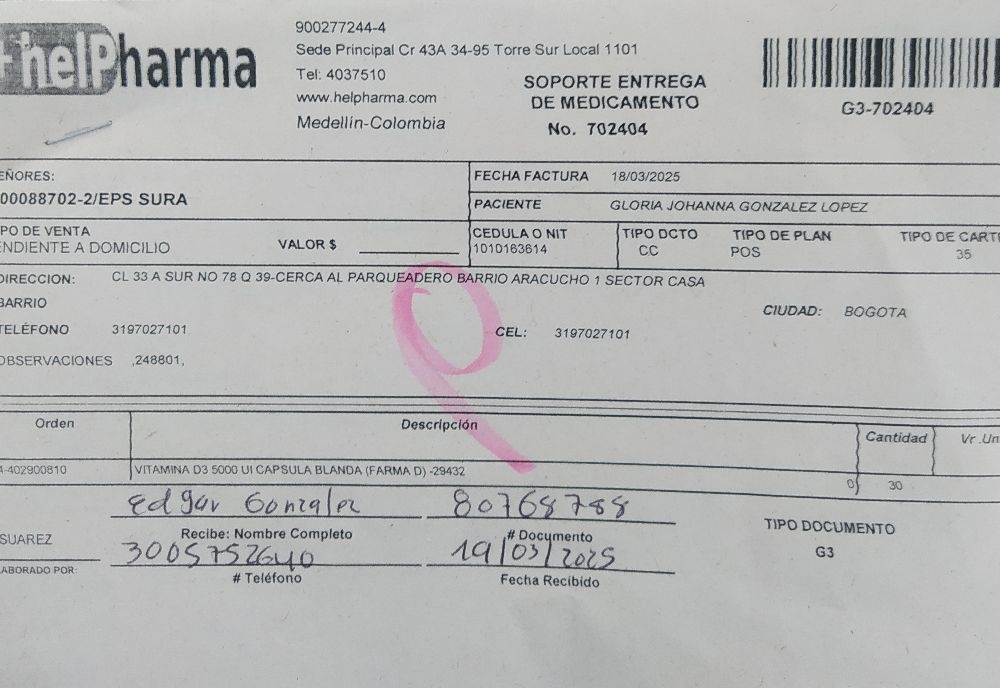 +helPharma
900277244-4
Sede Principal Cr 43A 34-95 Torre Sur Local 1101
Tel: 4037510
www.helpharma.com
Medellín-Colombia
SOPORTE ENTREGA
DE MEDICAMENTO
No. 702404
G3-702404
EÑORES:
00088702-2/EPS SURA
FECHA FACTURA 18/03/2025
PACIENTE GLORIA JOHANNA GONZALEZ LOPEZ
PO DE VENTA
ENDIENTE A DOMICILIO VALOR $
CEDULA O NIT TIPO DCTO TIPO DE PLAN TIPO DE CART
1010163614 CC POS 35
DIRECCION: CL 33 A SUR NO 78 Q 39-CERCA AL PARQUEADERO BARRIO ARACUCHO 1 SECTOR CASA
BARRIO
CIUDAD: BOGOTA
TELÉFONO 3197027101 CEL: 3197027101
OBSERVACIONES ,248801,
Orden Descripción Cantidad Vr .Un
4-402900810 VITAMINA D3 5000 UI CAPSULA BLANDA (FARMA D) -29432 0 30
Edgar Gonzalez 80768788
SUAREZ Recibe: Nombre Completo # Documento
TIPO DOCUMENTO
G3
3005752640 19/03/2025
ABORADO POR: # Teléfono Fecha Recibido